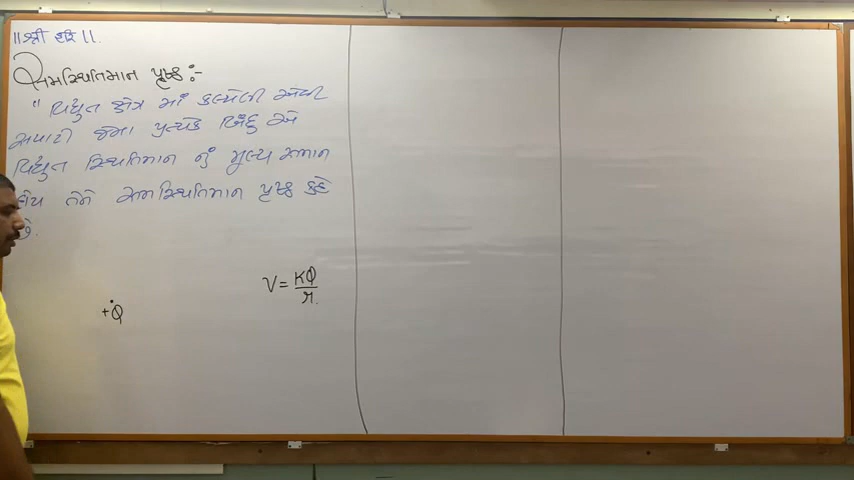 ॥શ્રી હરિ॥.
સમસ્થિતિમાન પૃષ્ઠ :-
"વિદ્યુત ક્ષેત્ર માં કલ્પેલી એવી
સપાટી જેમા પ્રત્યેક બિંદુ એ
વિદ્યુત સ્થિતિમાન નું મુલ્ય સમાન
હોય તેને સમસ્થિતિમાન પૃષ્ઠ કહે
છે.
V = KQ/r.
+Q